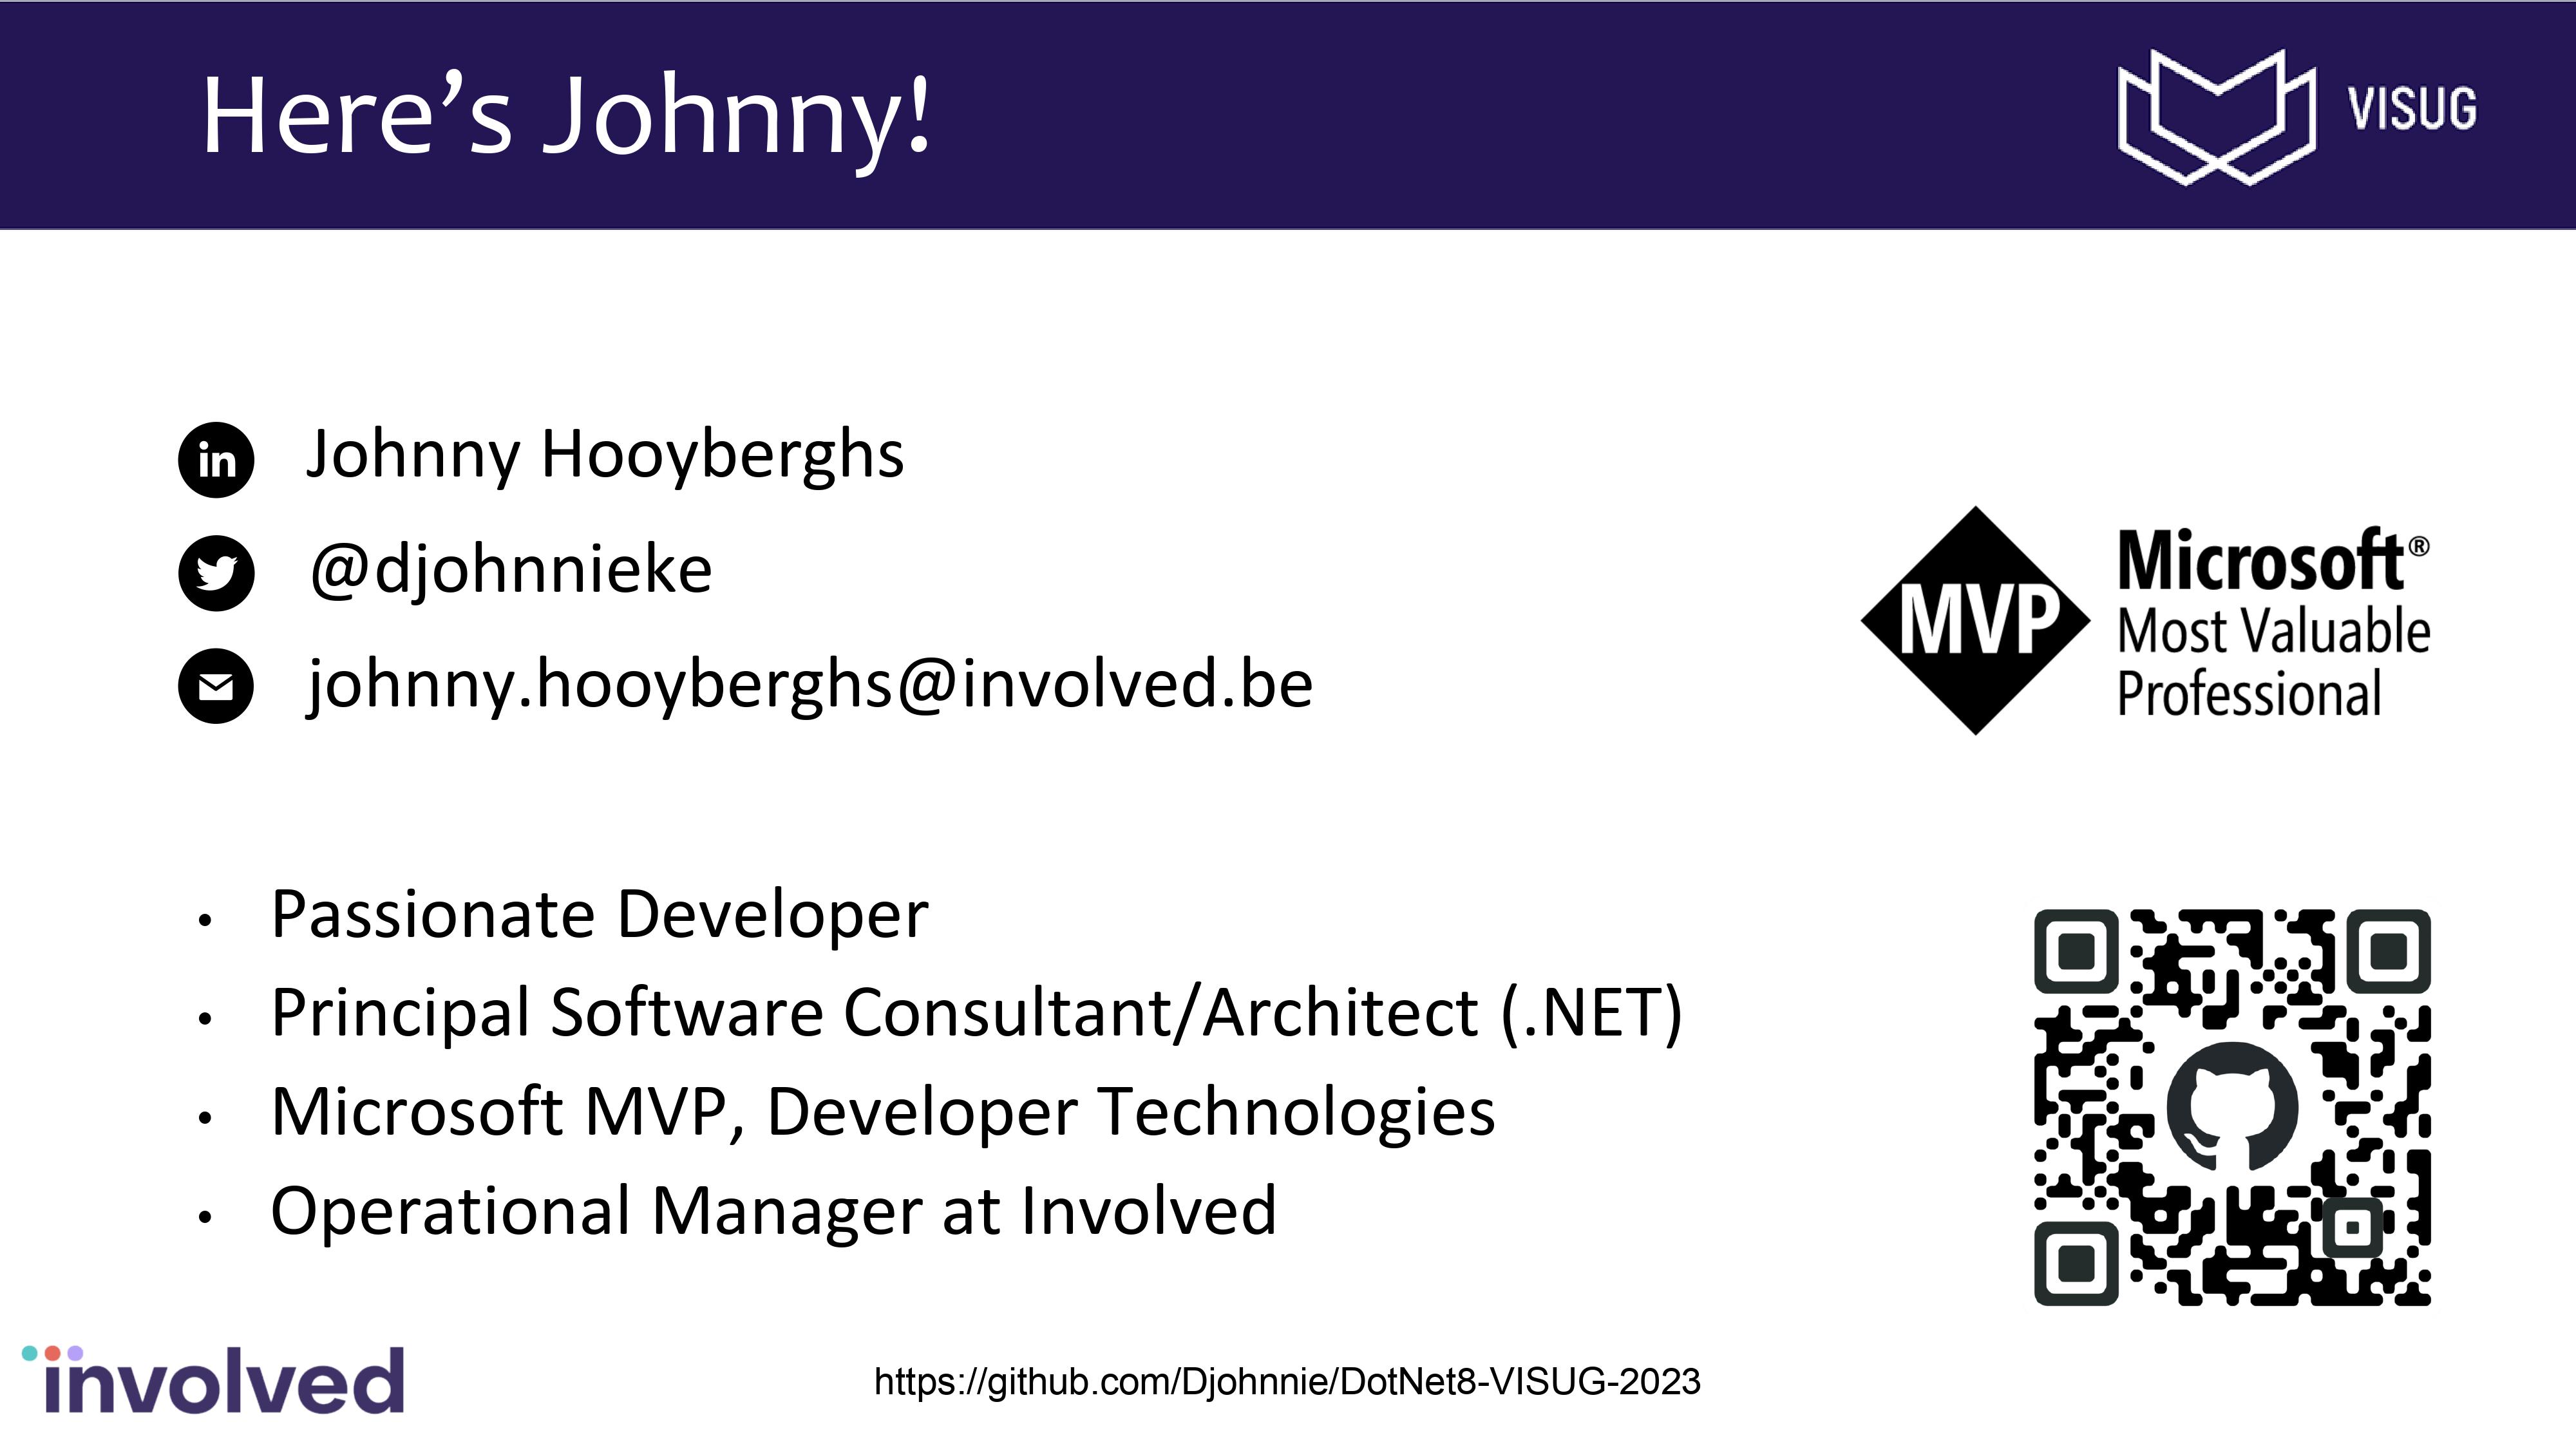 Here’s Johnny!
VISUG
in
Johnny Hooyberghs
@djohnnieke
johnny.hooyberghs@involved.be
MVP
Microsoft®
Most Valuable
Professional
• Passionate Developer
• Principal Software Consultant/Architect (.NET)
• Microsoft MVP, Developer Technologies
• Operational Manager at Involved
involved
https://github.com/Djohnnie/DotNet8-VISUG-2023